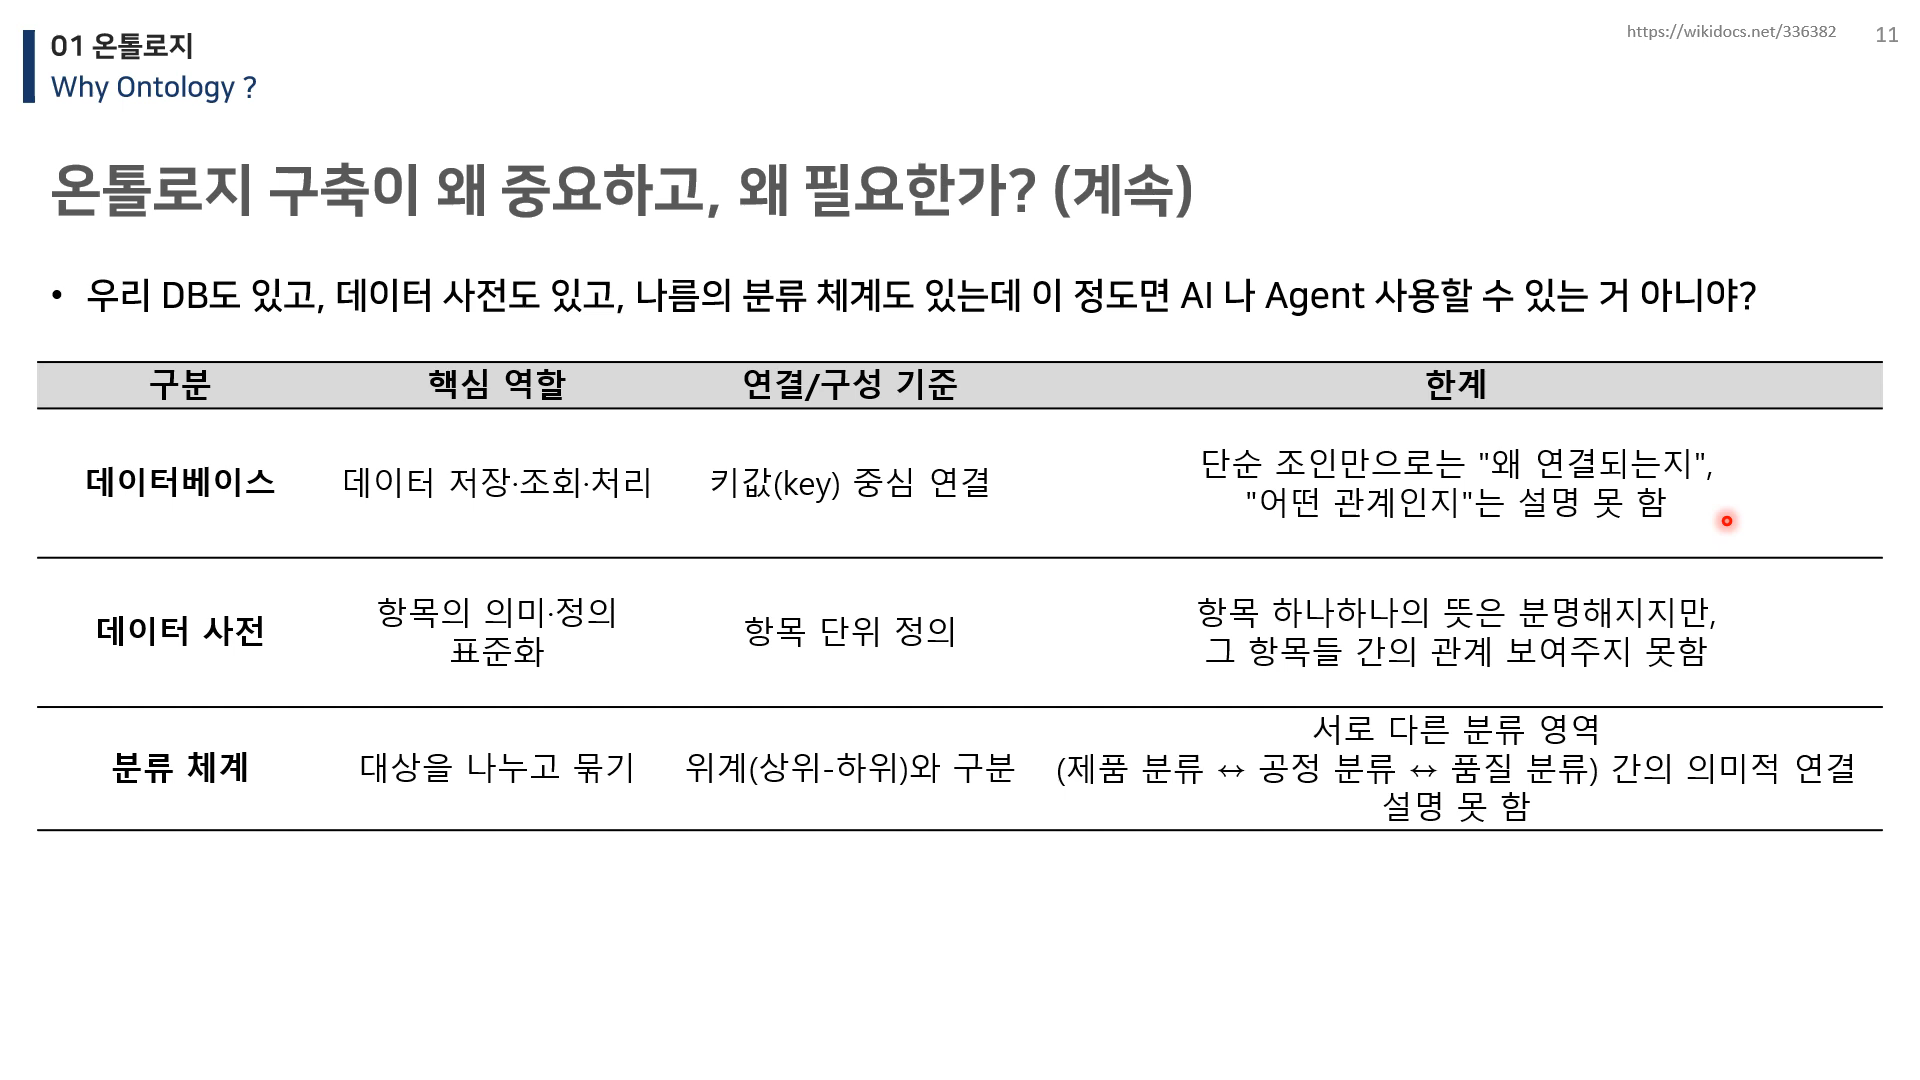 01 온톨로지
Why Ontology ?
https://wikidocs.net/336382
11
온톨로지 구축이 왜 중요하고, 왜 필요한가? (계속)
• 우리 DB도 있고, 데이터 사전도 있고, 나름의 분류 체계도 있는데 이 정도면 AI 나 Agent 사용할 수 있는 거 아니야?
구분 핵심 역할 연결/구성 기준 한계
데이터베이스 데이터 저장·조회·처리 키값(key) 중심 연결
단순 조인만으로는 "왜 연결되는지",
"어떤 관계인지"는 설명 못 함
데이터 사전
항목의 의미·정의
표준화
항목 단위 정의
항목 하나하나의 뜻은 분명해지지만,
그 항목들 간의 관계 보여주지 못함
분류 체계 대상을 나누고 묶기 위계(상위-하위)와 구분
서로 다른 분류 영역
(제품 분류 ↔ 공정 분류 ↔ 품질 분류) 간의 의미적 연결
설명 못 함